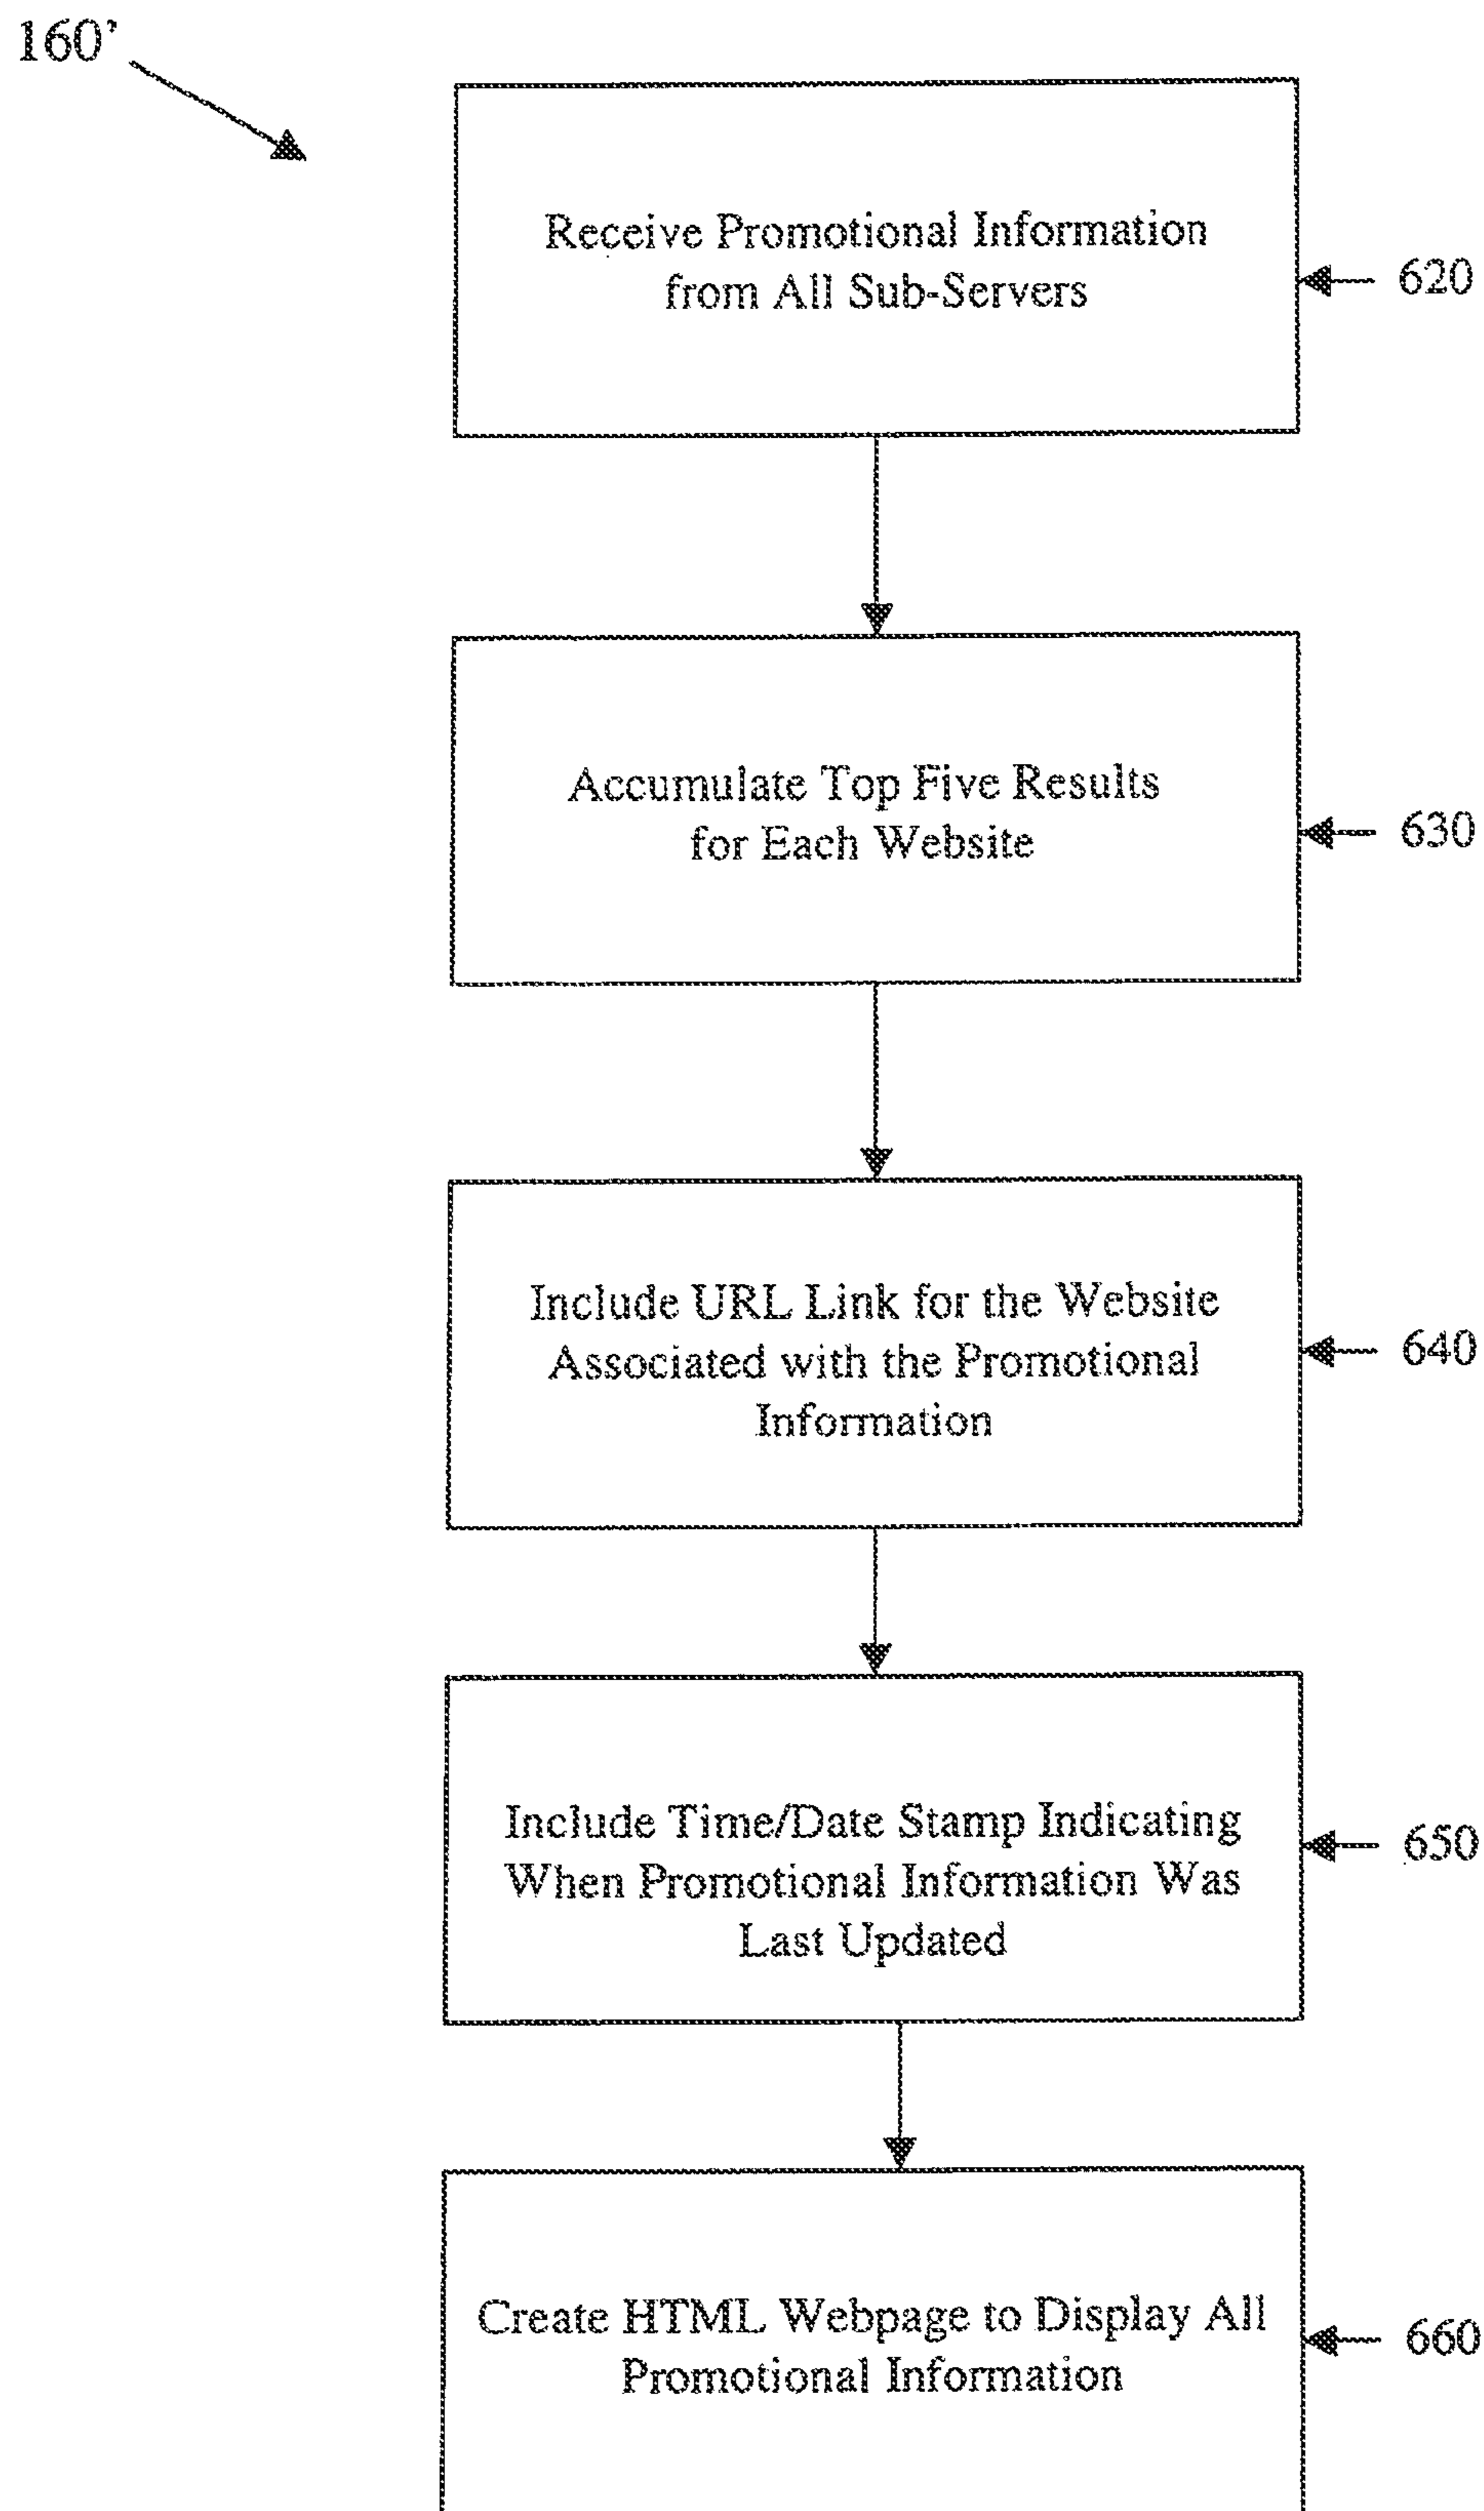 160’
Receive Promotional Information
from All Sub-Servers
620
Accumulate Top Five Results
for Each Website
630
Include URL Link for the Website
Associated with the Promotional
Information
640
Include Time/Date Stamp Indicating
When Promotional Information Was
Last Updated
650
Create HTML Webpage to Display All
Promotional Information
660